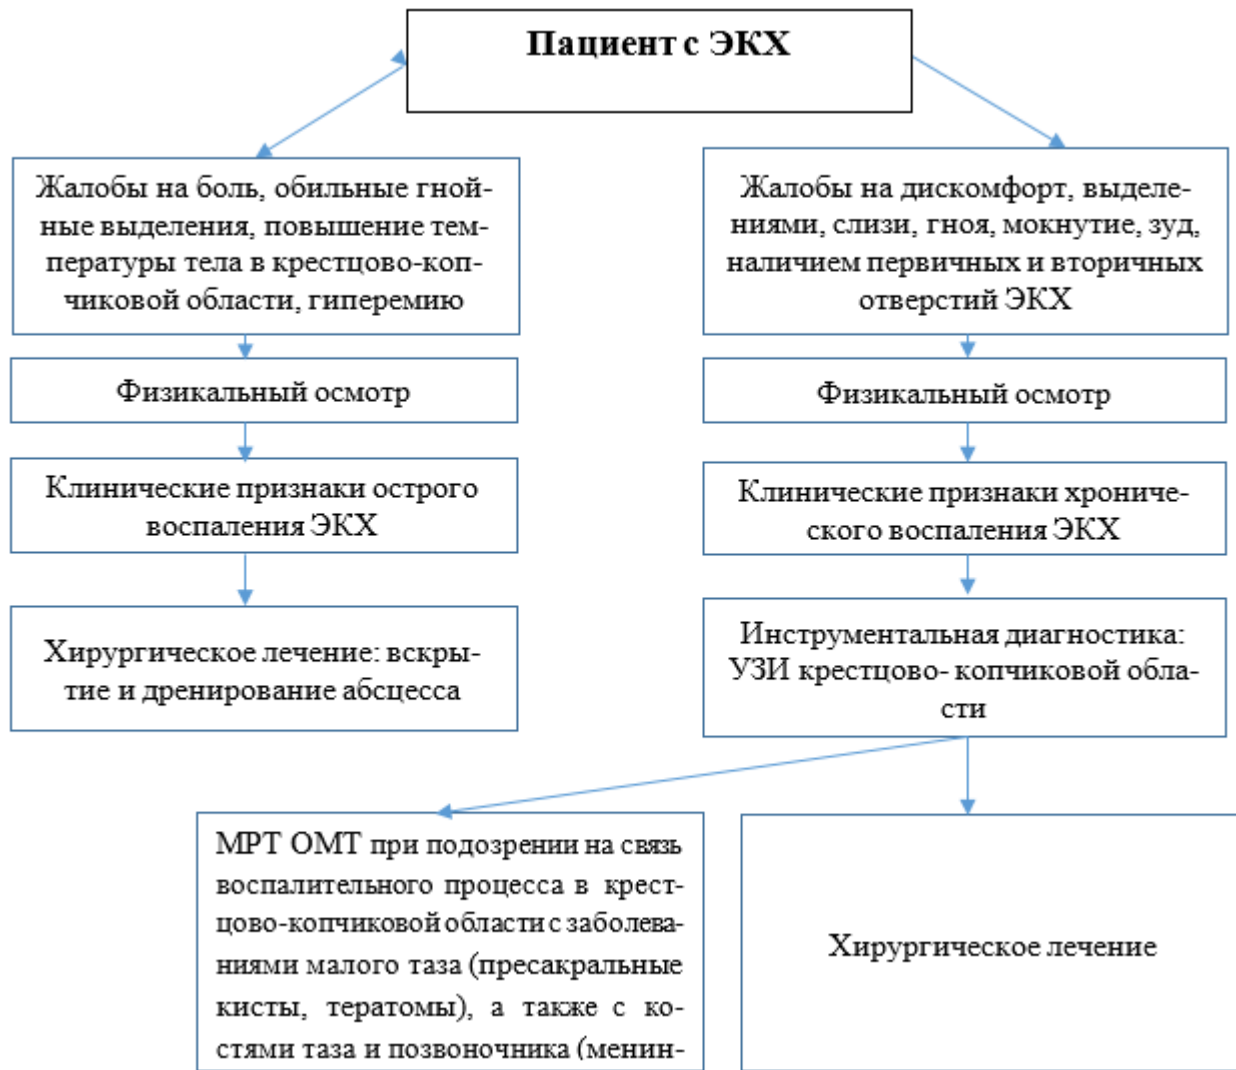 Пациент с ЭКХ
Жалобы на боль, обильные гной-
ные выделения, повышение тем-
пературы тела в крестцово-коп-
чиковой области, гиперемию
Физикальный осмотр
Клинические признаки острого
воспаления ЭКХ
Хирургическое лечение: вскры-
тие и дренирование абсцесса
Жалобы на дискомфорт, выделе-
ниями, слизи, гноя, мокнутие, зуд,
наличием первичных и вторичных
отверстий ЭКХ
Физикальный осмотр
Клинические признаки хрониче-
ского воспаления ЭКХ
Инструментальная диагностика:
УЗИ крестцово- копчиковой обла-
сти
МРТ ОМТ при подозрении на связь
воспалительного процесса в крест-
цово-копчиковой области с заболева-
ниями малого таза (пресакральные
кисты, тератомы), а также с ко-
стями таза и позвоночника (менин-
Хирургическое лечение